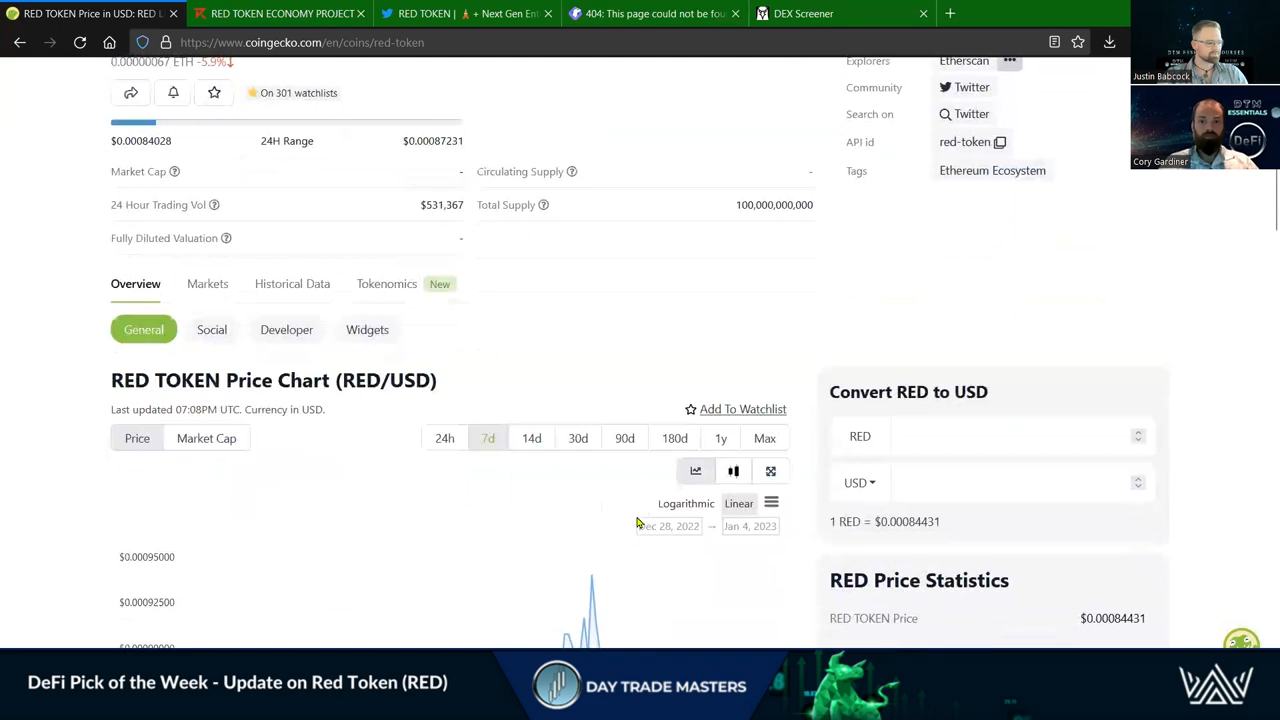 RED TOKEN Price in USD: RED L
RED TOKEN ECONOMY PROJECT
RED TOKEN | + Next Gen Ent
404: This page could not be fou
DEX Screener
https://www.coingecko.com/en/coins/red-token
0.00000067 ETH -5.9%
On 301 watchlists
$0.00084028 24H Range $0.00087231
Market Cap -
Circulating Supply -
24 Hour Trading Vol $531,367
Total Supply 100,000,000,000
Fully Diluted Valuation -
Explorers Etherscan
Community Twitter
Search on Twitter
API id red-token
Tags Ethereum Ecosystem
Justin Babcock
DTM
ESSENTIALS
DeFi
Cory Gardiner
Overview Markets Historical Data Tokenomics New
General Social Developer Widgets
RED TOKEN Price Chart (RED/USD)
Last updated 07:08PM UTC. Currency in USD.
Add To Watchlist
Price Market Cap
24h 7d 14d 30d 90d 180d 1y Max
Logarithmic Linear
Dec 28, 2022 → Jan 4, 2023
$0.00095000
$0.00092500
Convert RED to USD
RED
USD
1 RED = $0.00084431
RED Price Statistics
RED TOKEN Price $0.00084431
DeFi Pick of the Week - Update on Red Token (RED)
DAY TRADE MASTERS